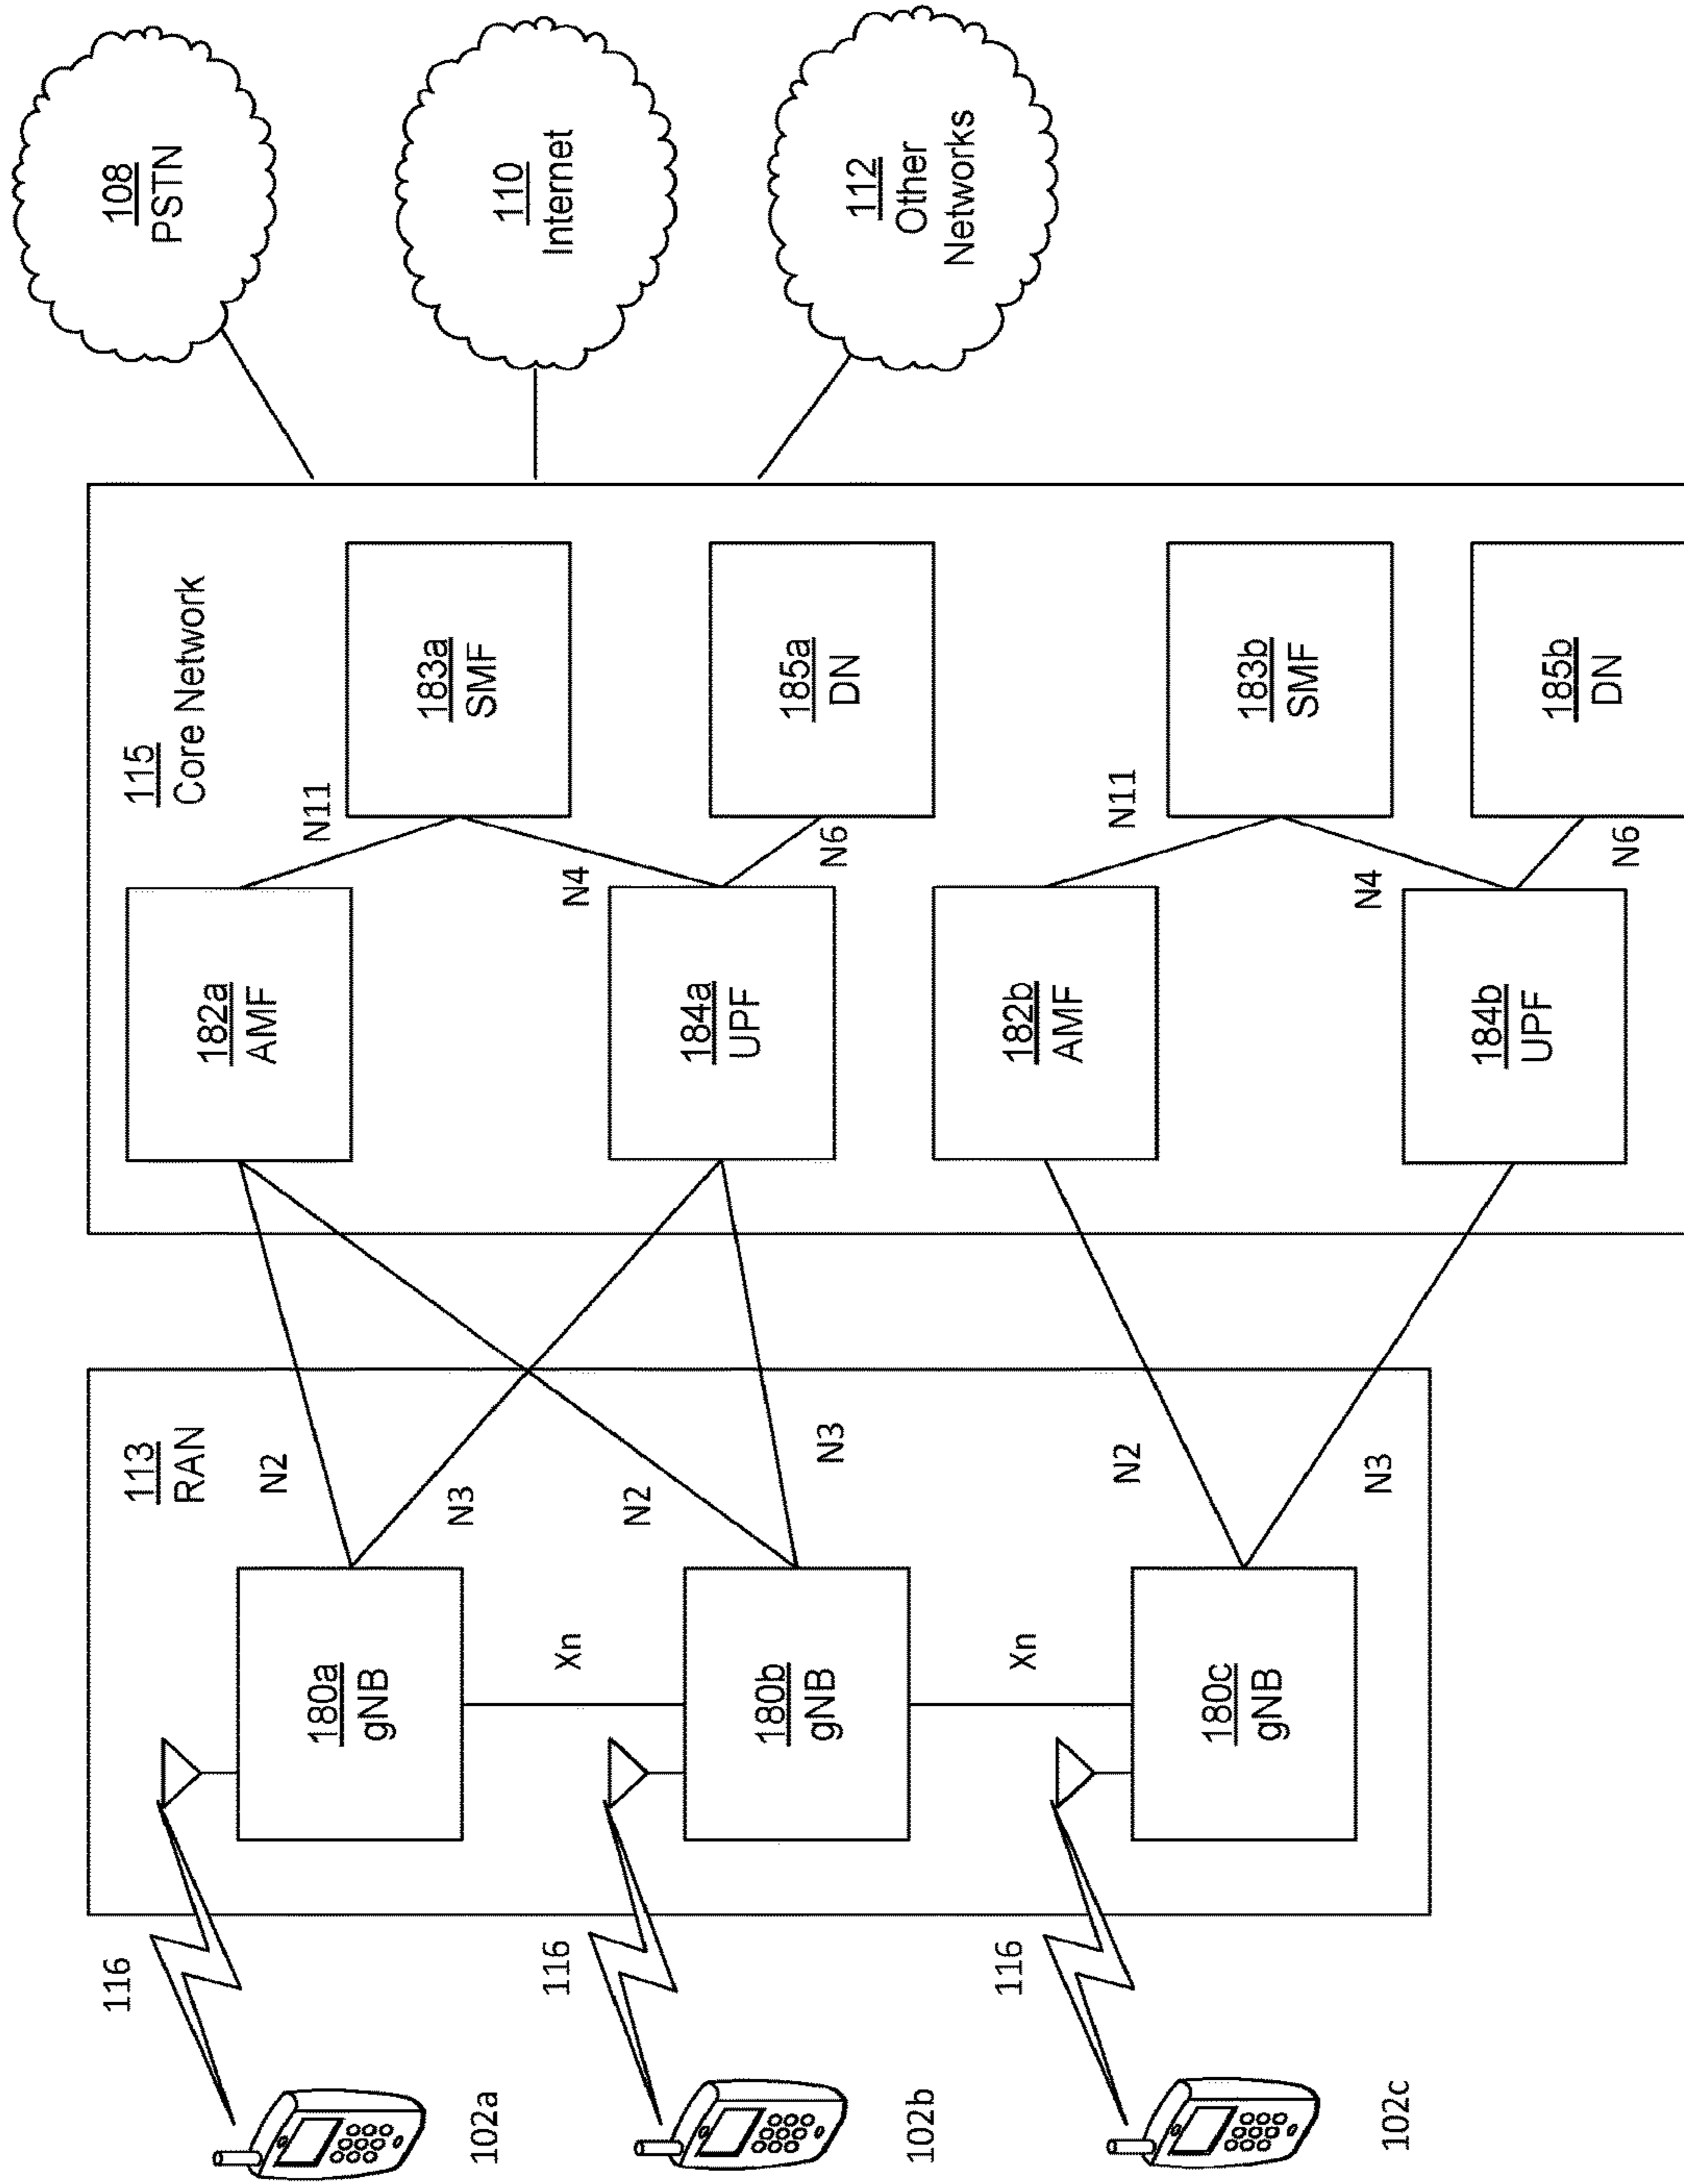 108
PSTN
110
Internet
112
Other
Networks
115
Core Network
182a
AMF
N11
183a
SMF
N4
184a
UPF
N6
185a
DN
182b
AMF
N11
183b
SMF
N4
184b
UPF
N6
185b
DN
113
RAN
N2
N3
N2
N3
N2
N3
180a
gNB
Xn
180b
gNB
Xn
180c
gNB
116
116
116
102a
102b
102c